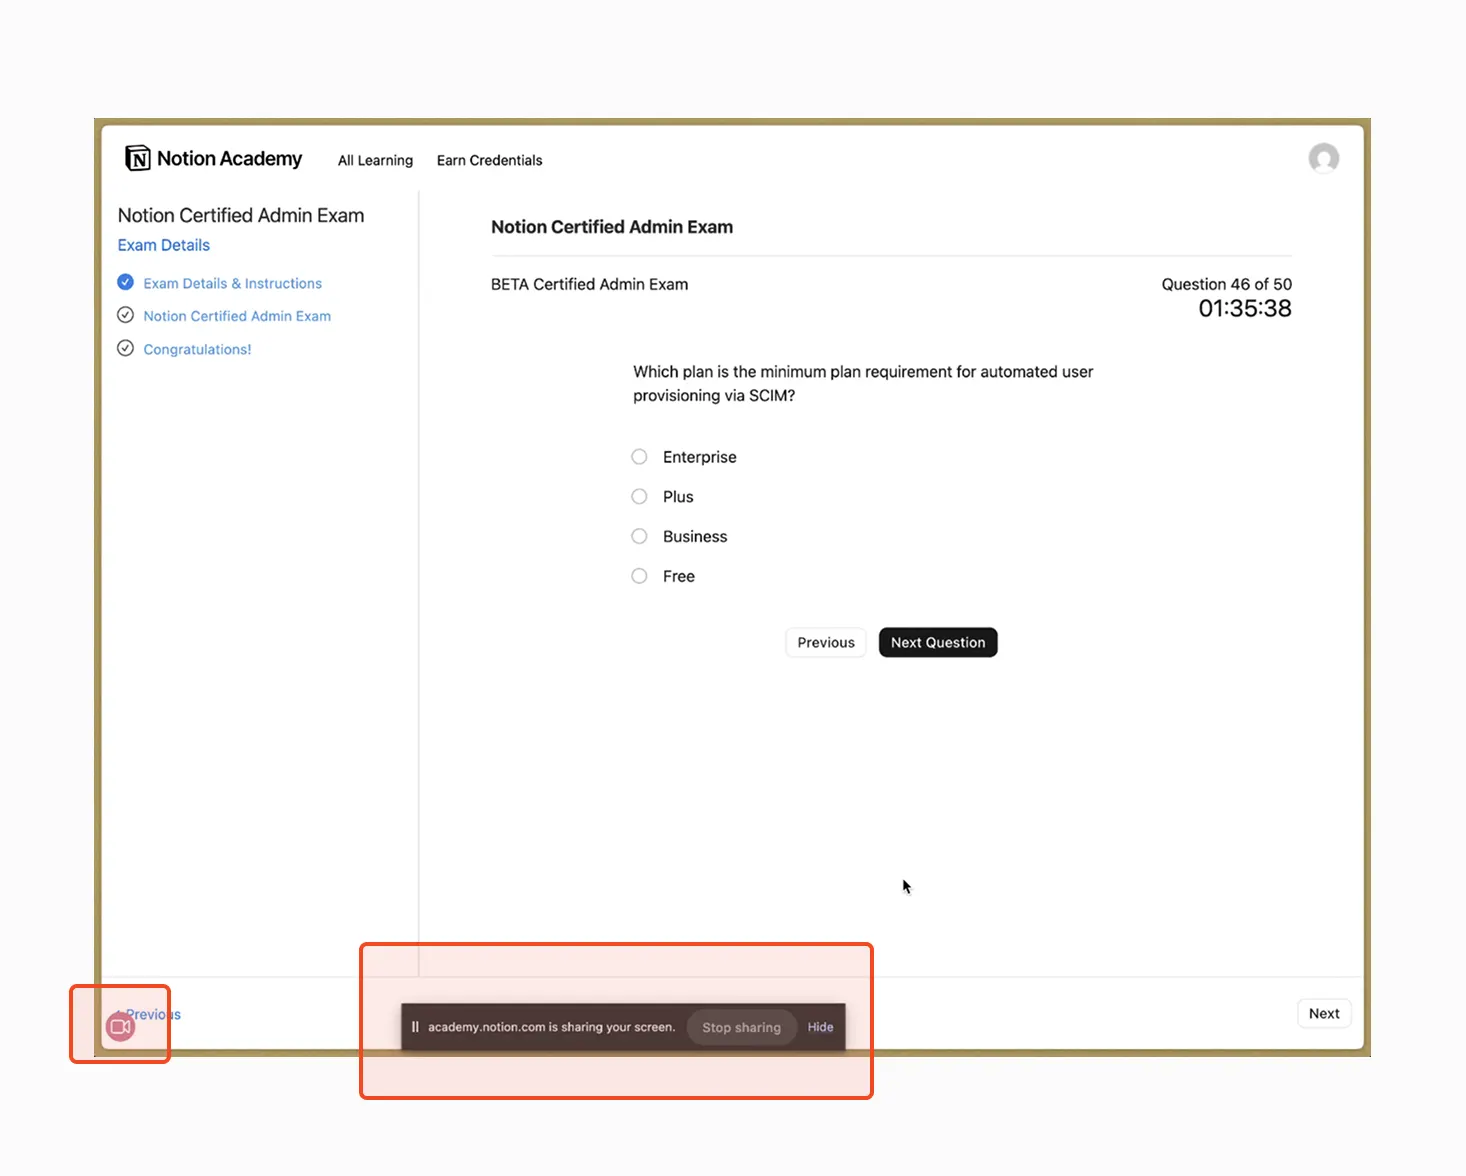 Notion Academy
All Learning
Earn Credentials
Notion Certified Admin Exam
Exam Details
Exam Details & Instructions
Notion Certified Admin Exam
Congratulations!
Notion Certified Admin Exam
BETA Certified Admin Exam
Question 46 of 50
01:35:38
Which plan is the minimum plan requirement for automated user
provisioning via SCIM?
Enterprise
Plus
Business
Free
Previous
Next Question
Previous
academy.notion.com is sharing your screen.
Stop sharing
Hide
Next